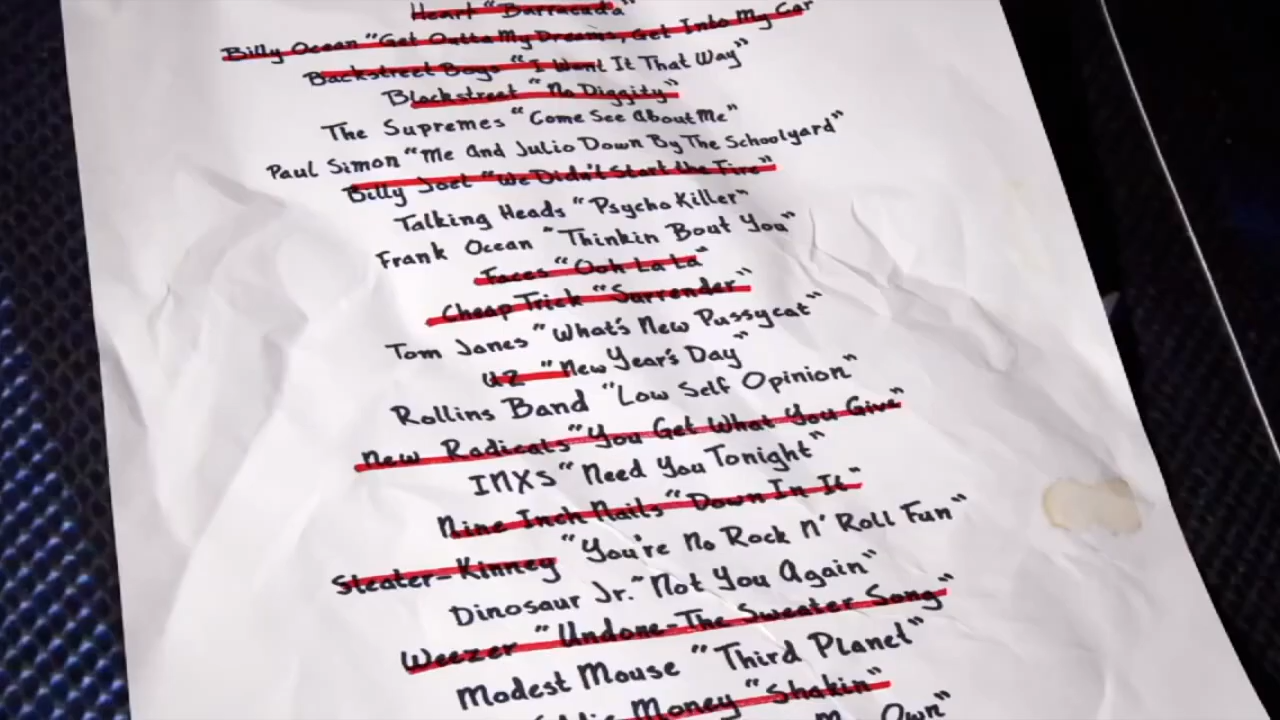 Heart "Barracuda"
Billy Ocean "Get Outta My Dreams, Get Into My Car
Backstreet Boys "I Want It That Way"
Blackstreet "No Diggity"
The Supremes "Come See About Me"
Paul Simon "Me And Julio Down By The Schoolyard"
Billy Joel "We Didn't Start the Fire"
Talking Heads "Psycho Killer"
Frank Ocean "Thinkin Bout You"
Faces "Ooh La La"
Cheap Trick "Surrender"
Tom Jones "What's New Pussycat"
U2 "New Year's Day"
Rollins Band "Low Self Opinion"
New Radicals "You Get What You Give"
INXS "Need You Tonight"
Nine Inch Nails "Down In It"
Sleater-Kinney "You're No Rock N' Roll Fun"
Dinosaur Jr. "Not You Again"
Weezer "Undone-The Sweater Song"
Modest Mouse "Third Planet"
Money "Shakin"
Own"